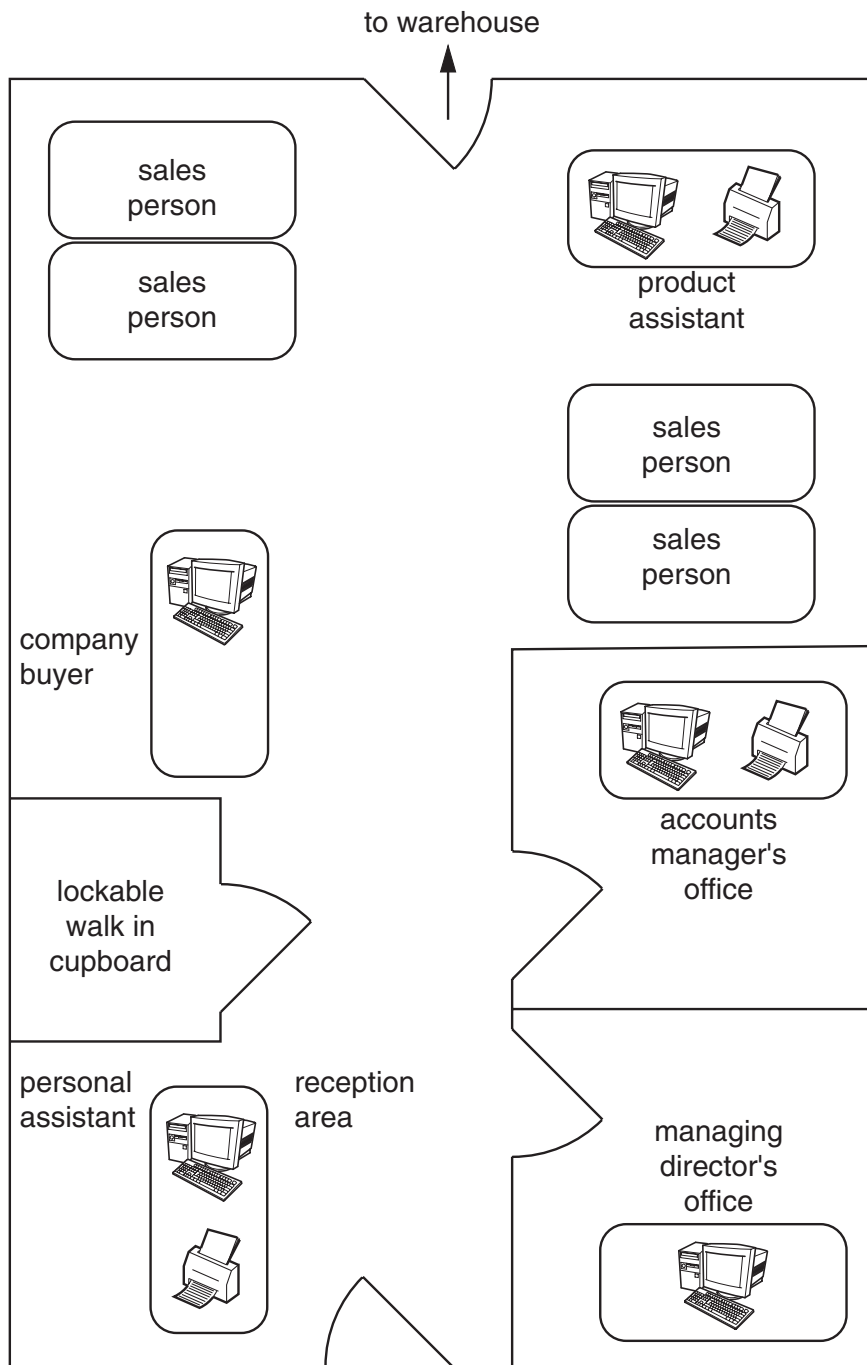 to warehouse
sales
person
sales
person
product
assistant
sales
person
sales
person
company
buyer
accounts
manager's
office
lockable
walk in
cupboard
personal
assistant
reception
area
managing
director's
office